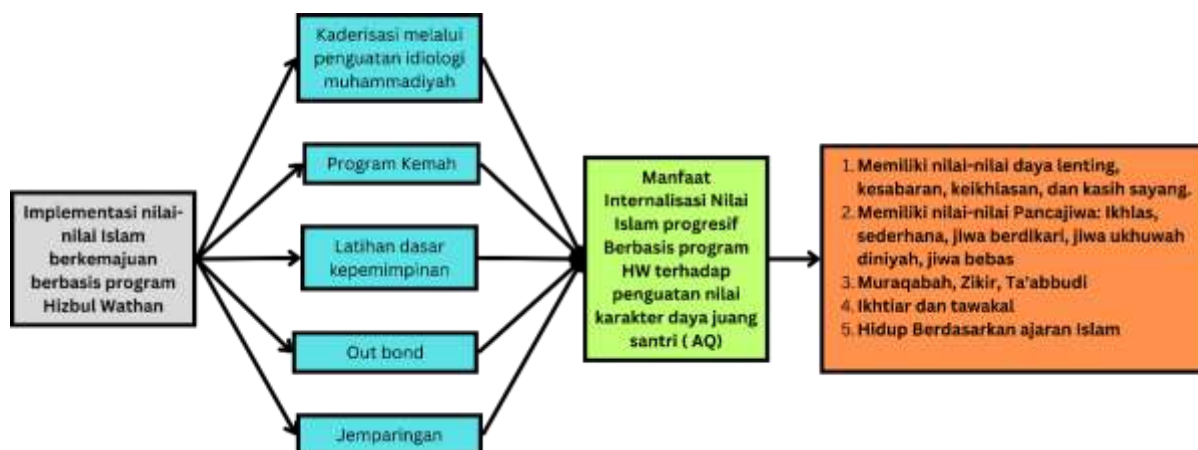 Implementasi nilai-
nilai Islam
berkemajuan
berbasis program
Hizbul Wathan
Kaderisasi melalui
penguatan idiologi
muhammadiyah
Program Kemah
Latihan dasar
kepemimpinan
Out bond
Jemparingan
Manfaat
Internalisasi Nilai
Islam progresif
Berbasis program
HW terhadap
penguatan nilai
karakter daya juang
santri ( AQ)
1. Memiliki nilai-nilai daya lenting,
kesabaran, keikhlasan, dan kasih sayang.
2. Memiliki nilai-nilai Pancajiwa: Ikhlas,
sederhana, jiwa berdikari, jiwa ukhuwah
diniyah, jiwa bebas
3. Muraqabah, Zikir, Ta'abbudi
4. Ikhtiar dan tawakal
5. Hidup Berdasarkan ajaran Islam